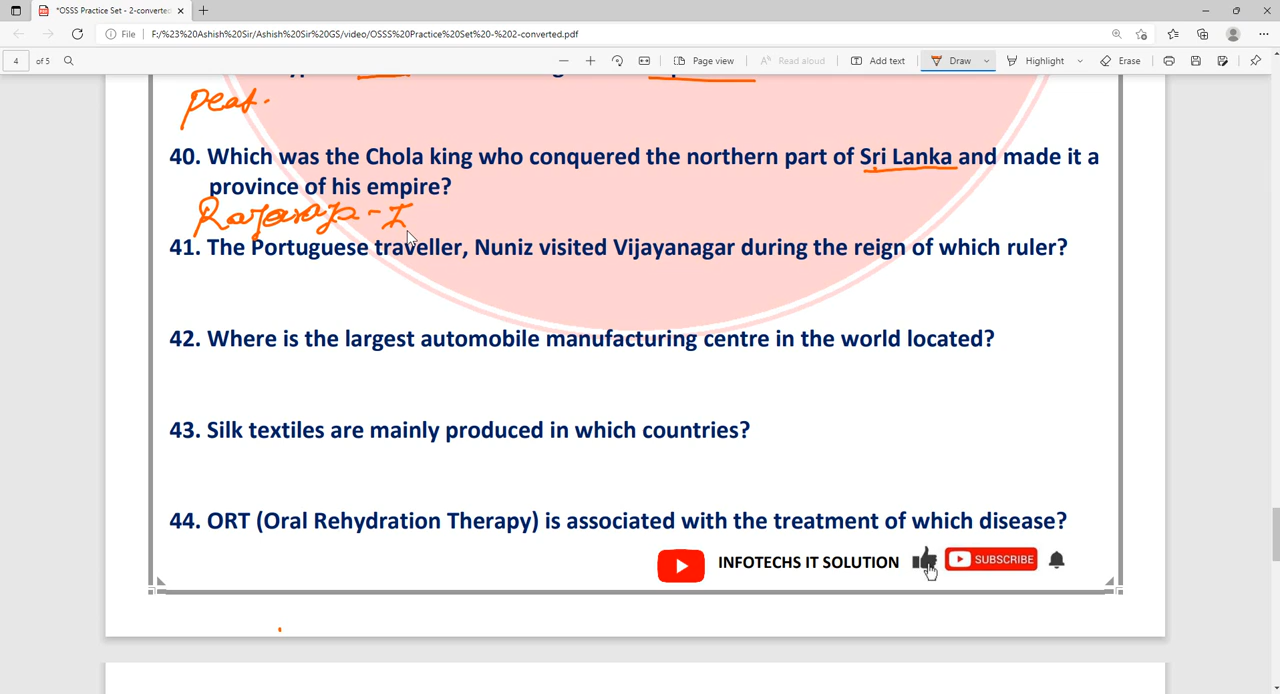 *OSSS Practice Set - 2-converted
File F:/%23%20Ashish%20Sir/Ashish%20Sir%20GS/video/OSSS%20Practice%20Set%20-%202-converted.pdf
4 of 5 Page view Read aloud Add text Draw Highlight Erase
peat.
40. Which was the Chola king who conquered the northern part of Sri Lanka and made it a
province of his empire?
Rajaraja-I
41. The Portuguese traveller, Nuniz visited Vijayanagar during the reign of which ruler?
42. Where is the largest automobile manufacturing centre in the world located?
43. Silk textiles are mainly produced in which countries?
44. ORT (Oral Rehydration Therapy) is associated with the treatment of which disease?
INFOTECHS IT SOLUTION SUBSCRIBE